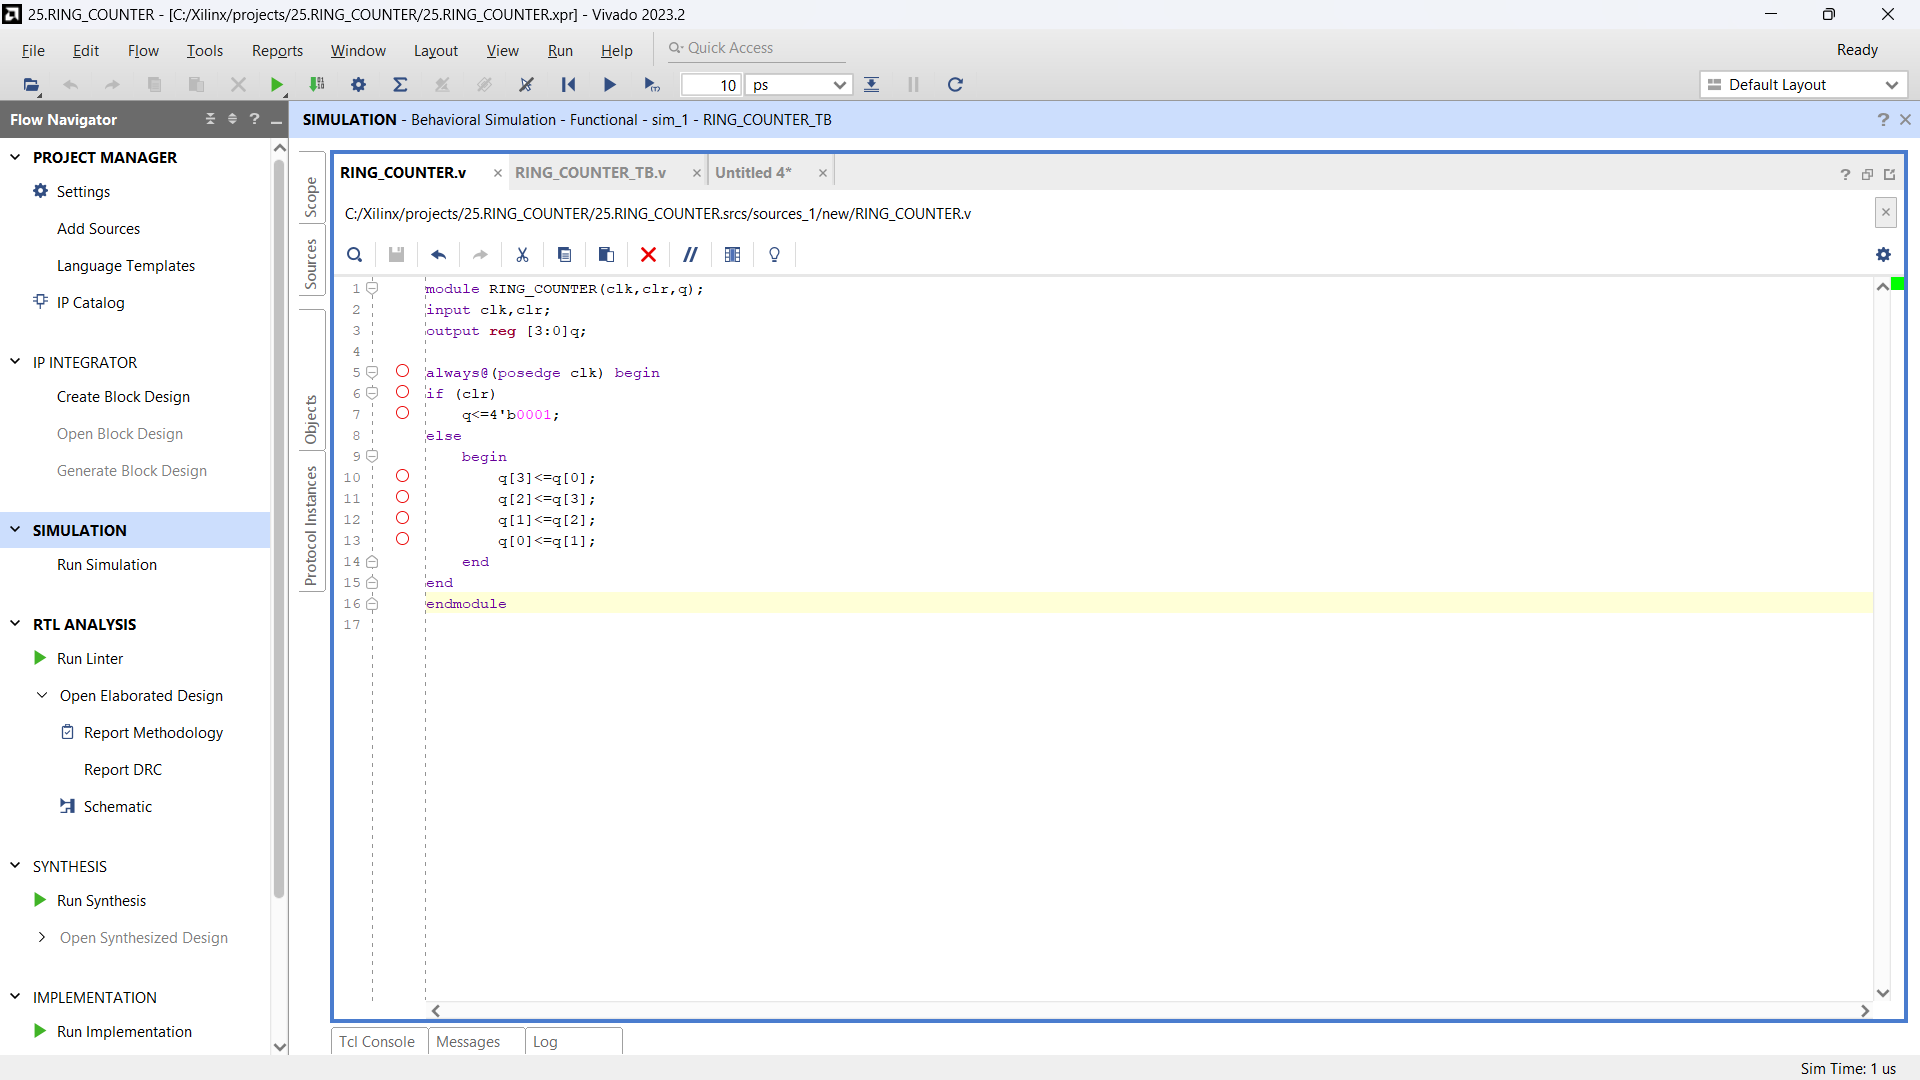 25.RING_COUNTER - [C:/Xilinx/projects/25.RING_COUNTER/25.RING_COUNTER.xpr] - Vivado 2023.2
File Edit Flow Tools Reports Window Layout View Run Help Quick Access Ready
10 ps Default Layout
Flow Navigator
SIMULATION - Behavioral Simulation - Functional - sim_1 - RING_COUNTER_TB
PROJECT MANAGER
Settings
Add Sources
Language Templates
IP Catalog
IP INTEGRATOR
Create Block Design
Open Block Design
Generate Block Design
SIMULATION
Run Simulation
RTL ANALYSIS
Run Linter
Open Elaborated Design
Report Methodology
Report DRC
Schematic
SYNTHESIS
Run Synthesis
Open Synthesized Design
IMPLEMENTATION
Run Implementation
Scope
Sources
Objects
Protocol Instances
RING_COUNTER.v RING_COUNTER_TB.v Untitled 4*
C:/Xilinx/projects/25.RING_COUNTER/25.RING_COUNTER.srcs/sources_1/new/RING_COUNTER.v
1 module RING_COUNTER(clk,clr,q);
2 input clk,clr;
3 output reg [3:0]q;
4
5 always@(posedge clk) begin
6 if (clr)
7 q<=4'b0001;
8 else
9 begin
10 q[3]<=q[0];
11 q[2]<=q[3];
12 q[1]<=q[2];
13 q[0]<=q[1];
14 end
15 end
16 endmodule
17
Tcl Console Messages Log
Sim Time: 1 us